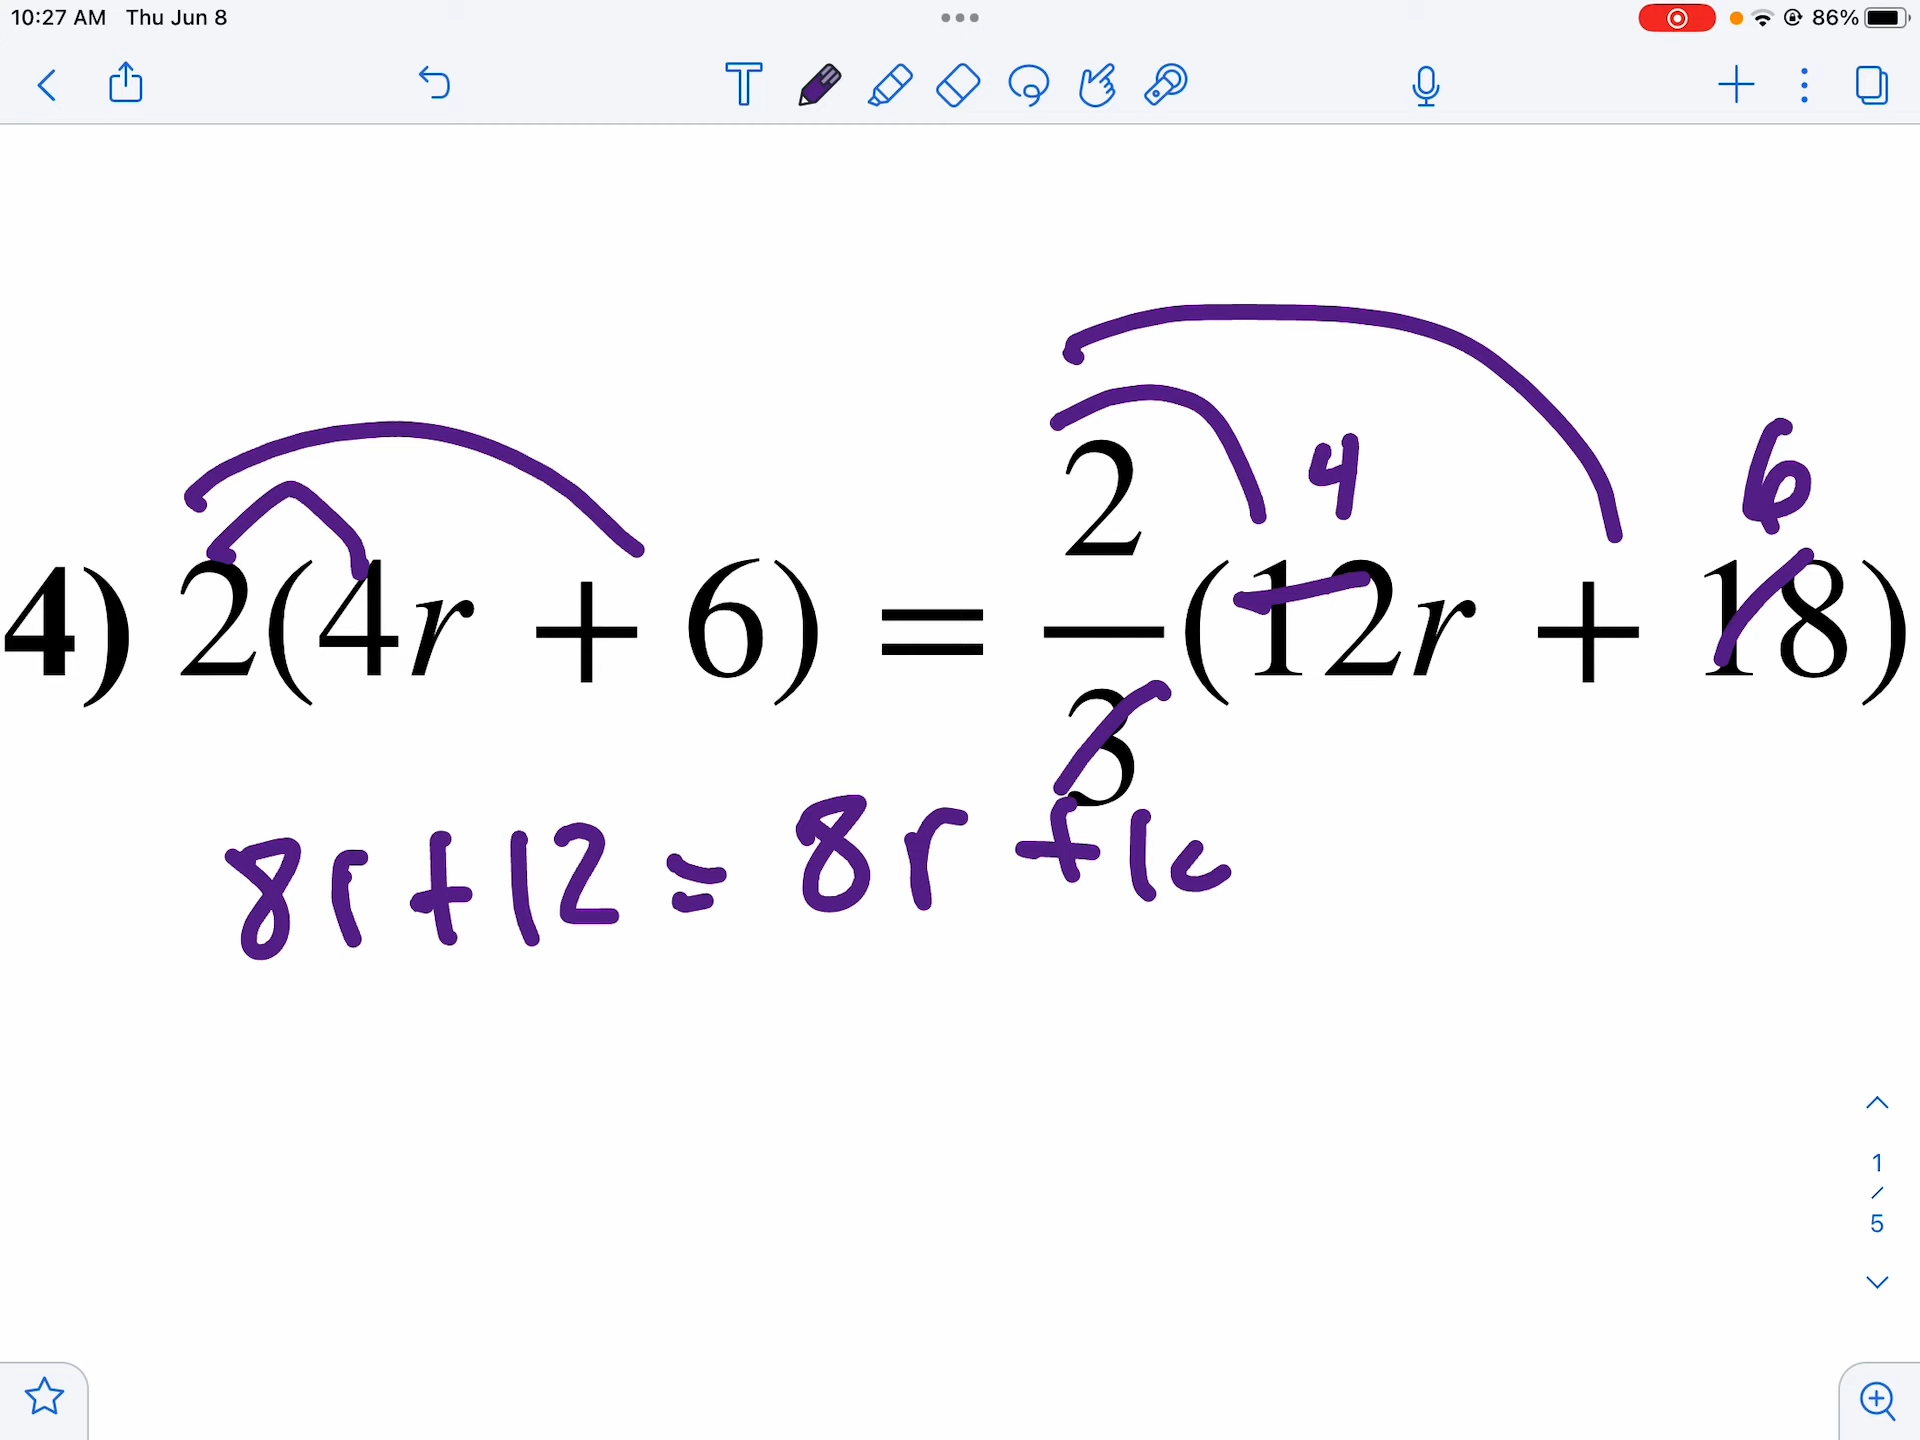 10:27 AM Thu Jun 8
86%
T
4 6
4) 2(4r + 6) = 2/3 (12r + 18)
8r + 12 = 8r + 1
1
/
5